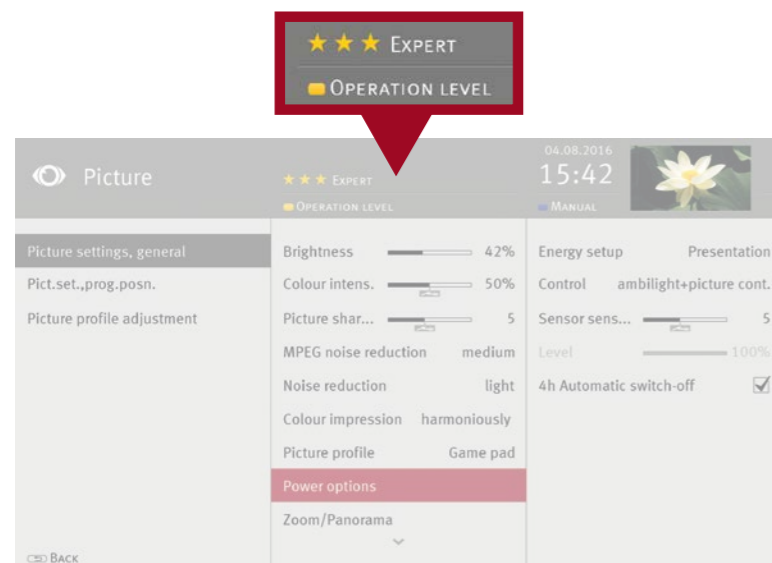 ★ ★ ★ EXPERT
OPERATION LEVEL
Picture
★ ★ ★ EXPERT
OPERATION LEVEL
04.08.2016
15:42
MANUAL
Picture settings, general
Pict.set.,prog.posn.
Picture profile adjustment
BACK
Brightness 42%
Colour intens. 50%
Picture shar... 5
MPEG noise reduction medium
Noise reduction light
Colour impression harmoniously
Picture profile Game pad
Power options
Zoom/Panorama
Energy setup Presentation
Control ambilight+picture cont.
Sensor sens... 5
Level 100%
4h Automatic switch-off